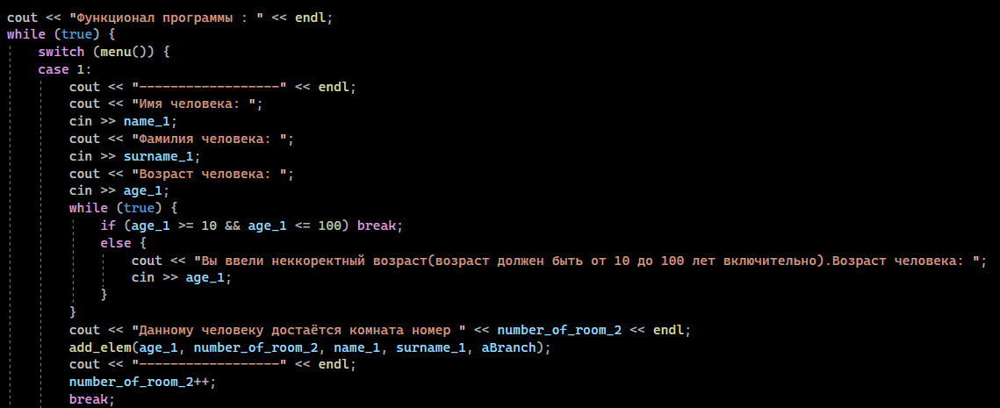 cout << "Функционал программы : " << endl;
while (true) {
switch (menu()) {
case 1:
cout << "------------------" << endl;
cout << "Имя человека: ";
cin >> name_1;
cout << "Фамилия человека: ";
cin >> surname_1;
cout << "Возраст человека: ";
cin >> age_1;
while (true) {
if (age_1 >= 10 && age_1 <= 100) break;
else {
cout << "Вы ввели неккоректный возраст(возраст должен быть от 10 до 100 лет включительно).Возраст человека: ";
cin >> age_1;
}
}
cout << "Данному человеку достаётся комната номер " << number_of_room_2 << endl;
add_elem(age_1, number_of_room_2, name_1, surname_1, aBranch);
cout << "------------------" << endl;
number_of_room_2++;
break;